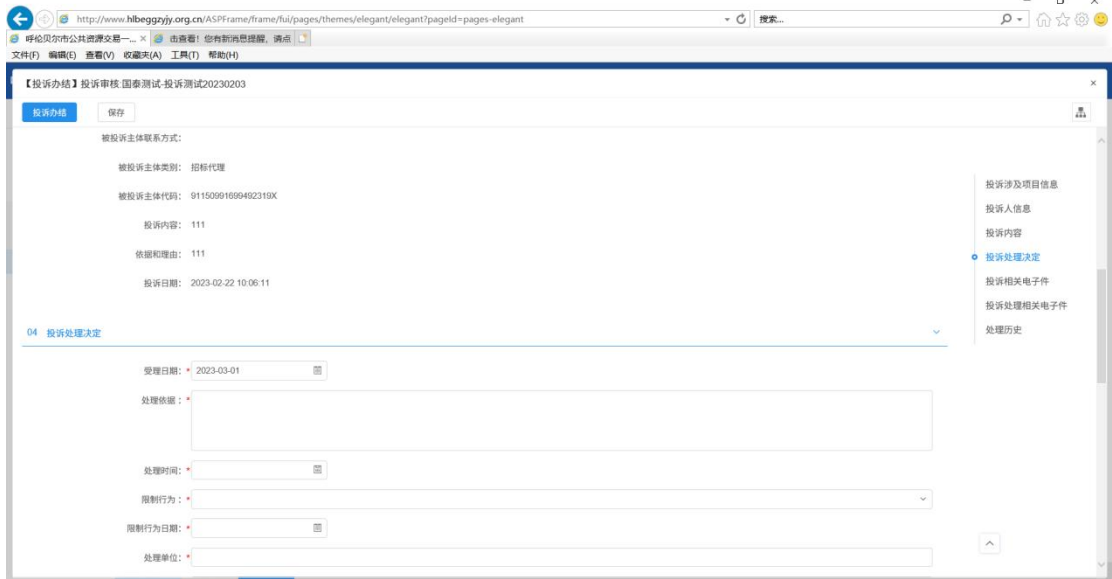 http://www.hlbeggzyjy.org.cn/ASPFrame/frame/fui/pages/themes/elegant/elegant?pageId=pages-elegant
搜索...
呼伦贝尔市公共资源交易一... ×
击查看！您有新消息提醒，请点
文件(F) 编辑(E) 查看(V) 收藏夹(A) 工具(T) 帮助(H)
【投诉办结】投诉审核:国泰测试-投诉测试20230203
投诉办结 保存
被投诉主体联系方式：
被投诉主体类别： 招标代理
被投诉主体代码： 91150991699492319X
投诉内容： 111
依据和理由： 111
投诉日期： 2023-02-22 10:06:11
04 投诉处理决定
受理日期：* 2023-03-01
处理依据：*
处理时间：*
限制行为：*
限制行为日期：*
处理单位：*
投诉涉及项目信息
投诉人信息
投诉内容
投诉处理决定
投诉相关电子件
投诉处理相关电子件
处理历史